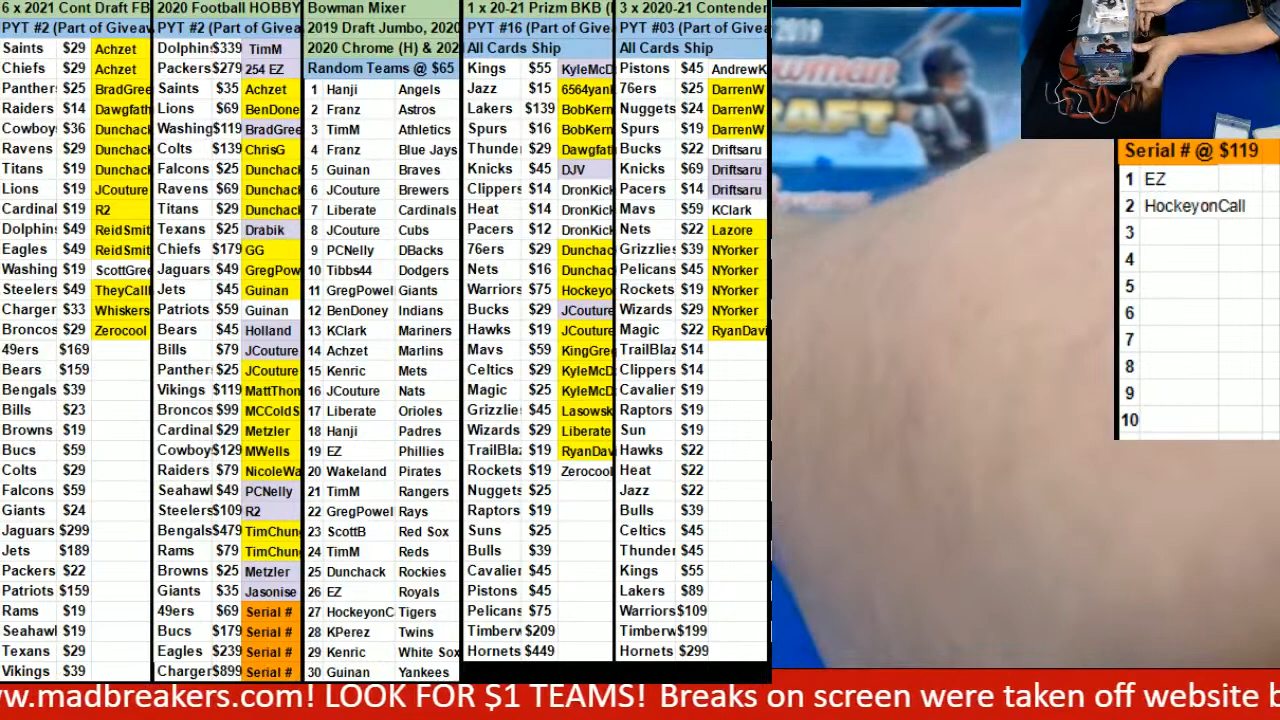 6 x 2021 Cont Draft FB
PYT #2 (Part of Giveav
Saints $29 Achzet
Chiefs $29 Achzet
Panther $25 BradGree
Raiders $14 Dawgfath
Cowboy $36 Dunchack
Ravens $29 Dunchack
Titans $19 Dunchack
Lions $19 JCouture
Cardinal $19 R2
Dolphin $49 ReidSmit
Eagles $49 ReidSmit
Washing $19 ScottGree
Steelers $49 TheyCallI
Charger $33 Whiskers
Broncos $29 Zerocool
49ers $169
Bears $159
Bengals $39
Bills $23
Browns $19
Bucs $59
Colts $29
Falcons $59
Giants $24
Jaguars $299
Jets $189
Packers $22
Patriots $159
Rams $19
Seahawl $19
Texans $29
Vikings $39
2020 Football HOBBY
PYT #2 (Part of Giveav
Dolphin $339 TimM
Packers $279 254 EZ
Saints $35 Achzet
Lions $69 BenDone
Washing $119 BradGree
Colts $139 ChrisG
Falcons $25 Dunchack
Ravens $69 Dunchack
Titans $29 Dunchack
Texans $25 Drabik
Chiefs $179 GG
Jaguars $49 GregPow
Jets $45 Guinan
Patriots $59 Guinan
Bears $45 Holland
Bills $79 JCouture
Panther $25 JCouture
Vikings $119 MattThon
Broncos $99 MCColdS
Cardinal $29 Metzler
Cowboy $129 MWells
Raiders $79 NicoleWa
Seahawl $49 PCNelly
Steelers $109 R2
Bengals $479 TimChun
Rams $79 TimChun
Browns $25 Metzler
Giants $35 Jasonise
49ers $69 Serial #
Bucs $179 Serial #
Eagles $239 Serial #
Charger $899 Serial #
Bowman Mixer
2019 Draft Jumbo, 2020
2020 Chrome (H) & 202
Random Teams @ $65
1 Hanji Angels
2 Franz Astros
3 TimM Athletics
4 Franz Blue Jays
5 Guinan Braves
6 JCouture Brewers
7 Liberate Cardinals
8 JCouture Cubs
9 PCNelly DBacks
10 Tibbs44 Dodgers
11 GregPowel Giants
12 BenDoney Indians
13 KClark Mariners
14 Achzet Marlins
15 Kenric Mets
16 JCouture Nats
17 Liberate Orioles
18 Hanji Padres
19 EZ Phillies
20 Wakeland Pirates
21 TimM Rangers
22 GregPowel Rays
23 ScottB Red Sox
24 TimM Reds
25 Dunchack Rockies
26 EZ Royals
27 HockeyonC Tigers
28 KPerez Twins
29 Kenric White Sox
30 Guinan Yankees
1 x 20-21 Prizm BKB (
PYT #16 (Part of Givea
All Cards Ship
Kings $55 KyleMcD
Jazz $15 6564yan
Lakers $139 BobKern
Spurs $16 BobKern
Thunde $29 Dawgfath
Knicks $45 DJV
Clippers $14 DronKick
Heat $14 DronKick
Pacers $12 DronKick
76ers $29 Dunchac
Nets $16 Dunchac
Warriors $75 Hockeyo
Bucks $29 JCouture
Hawks $19 JCouture
Mavs $59 KingGre
Celtics $29 KyleMcD
Magic $25 KyleMcD
Grizzlie $45 Lasowsk
Wizards $29 Liberate
TrailBlaz $19 RyanDav
Rockets $19 Zerocool
Nuggets $25
Raptors $19
Suns $25
Bulls $39
Cavalie $45
Pistons $45
Pelicans $75
Timberw $209
Hornets $449
3 x 2020-21 Contender
PYT #03 (Part of Givea
All Cards Ship
Pistons $45 AndrewK
76ers $25 DarrenW
Nuggets $24 DarrenW
Spurs $19 DarrenW
Bucks $22 Driftsaru
Knicks $69 Driftsaru
Pacers $14 Driftsaru
Mavs $59 KClark
Nets $22 Lazore
Grizzlie $39 NYorker
Pelicans $45 NYorker
Rockets $19 NYorker
Wizards $29 NYorker
Magic $22 RyanDavi
TrailBlaz $14
Clippers $14
Cavalier $19
Raptors $19
Sun $19
Hawks $22
Heat $22
Jazz $22
Bulls $39
Celtics $45
Thunde $45
Kings $55
Lakers $89
Warriors $109
Timberw $199
Hornets $299
2019
wman
RAFT
Serial # @ $119
1 EZ
2 HockeyonCall
3
4
5
6
7
8
9
10
w.madbreakers.com! LOOK FOR $1 TEAMS! Breaks on screen were taken off website b